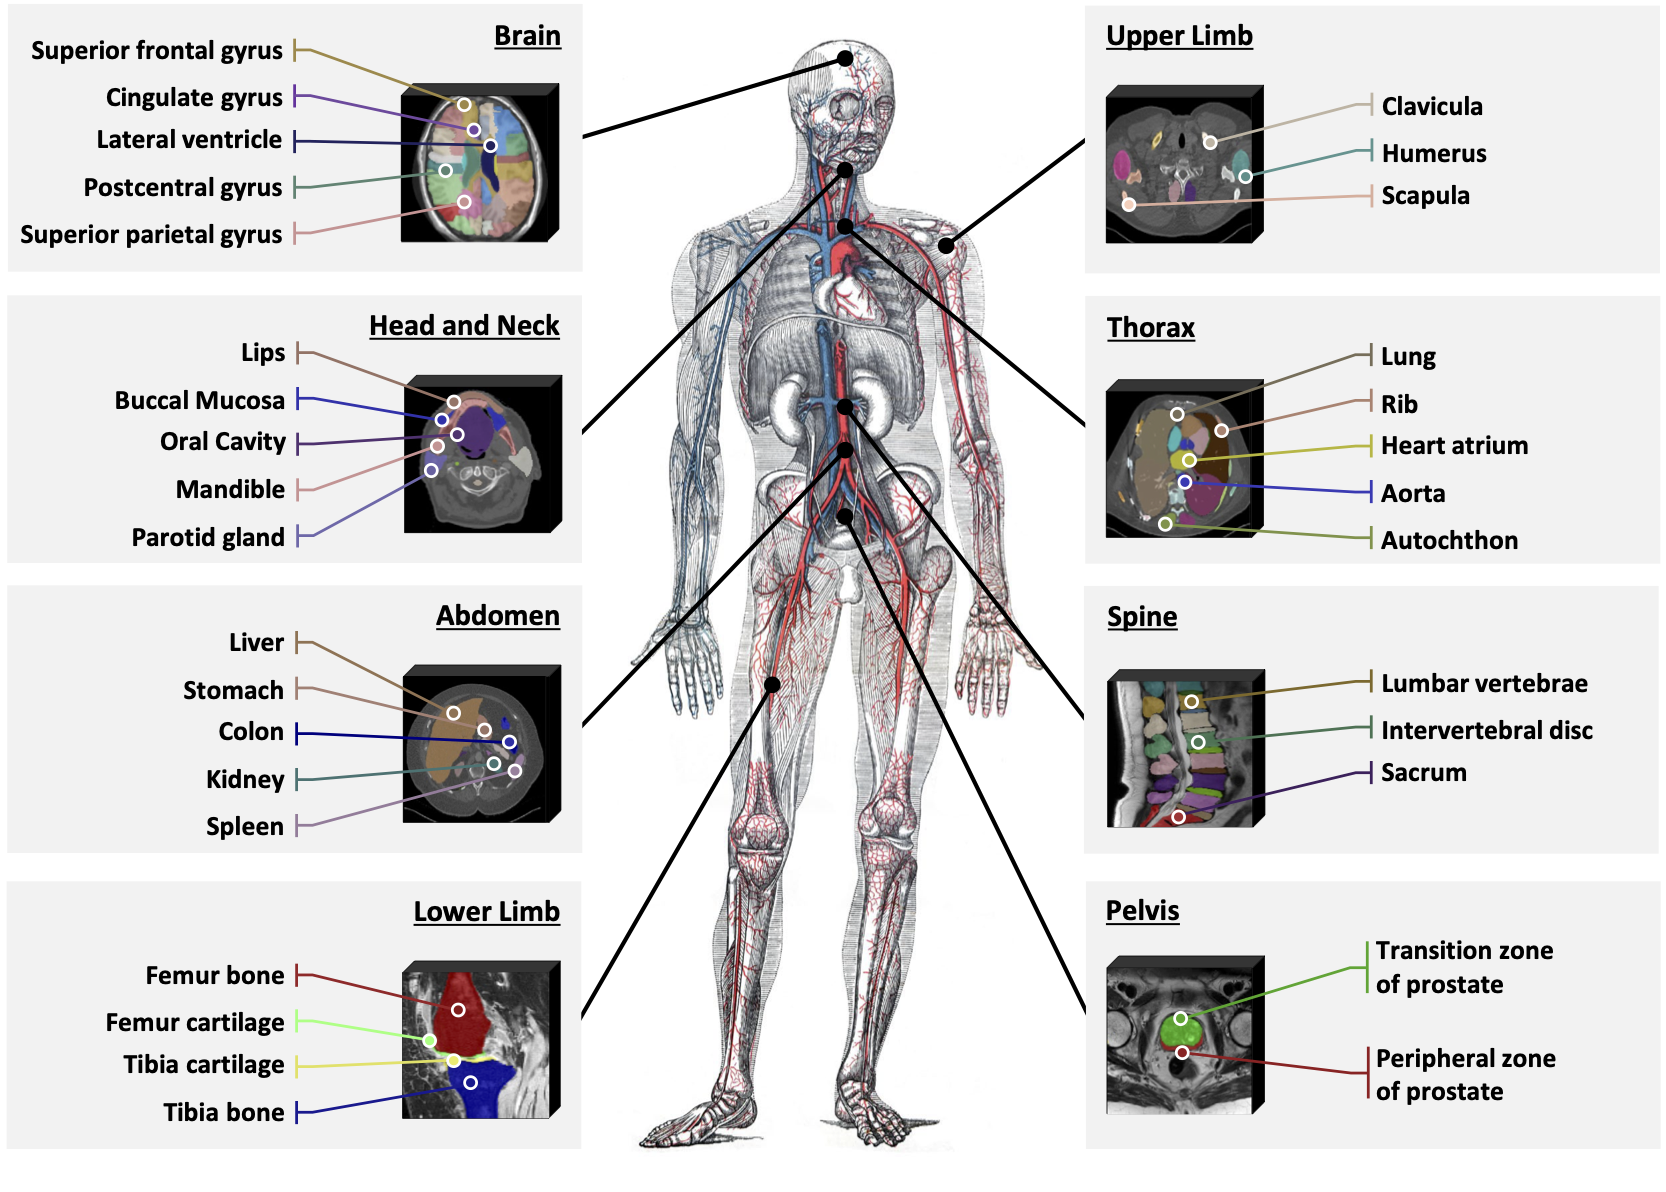 Brain
Superior frontal gyrus
Cingulate gyrus
Lateral ventricle
Postcentral gyrus
Superior parietal gyrus
Head and Neck
Lips
Buccal Mucosa
Oral Cavity
Mandible
Parotid gland
Abdomen
Liver
Stomach
Colon
Kidney
Spleen
Lower Limb
Femur bone
Femur cartilage
Tibia cartilage
Tibia bone
Upper Limb
Clavicula
Humerus
Scapula
Thorax
Lung
Rib
Heart atrium
Aorta
Autochthon
Spine
Lumbar vertebrae
Intervertebral disc
Sacrum
Pelvis
Transition zone
of prostate
Peripheral zone
of prostate